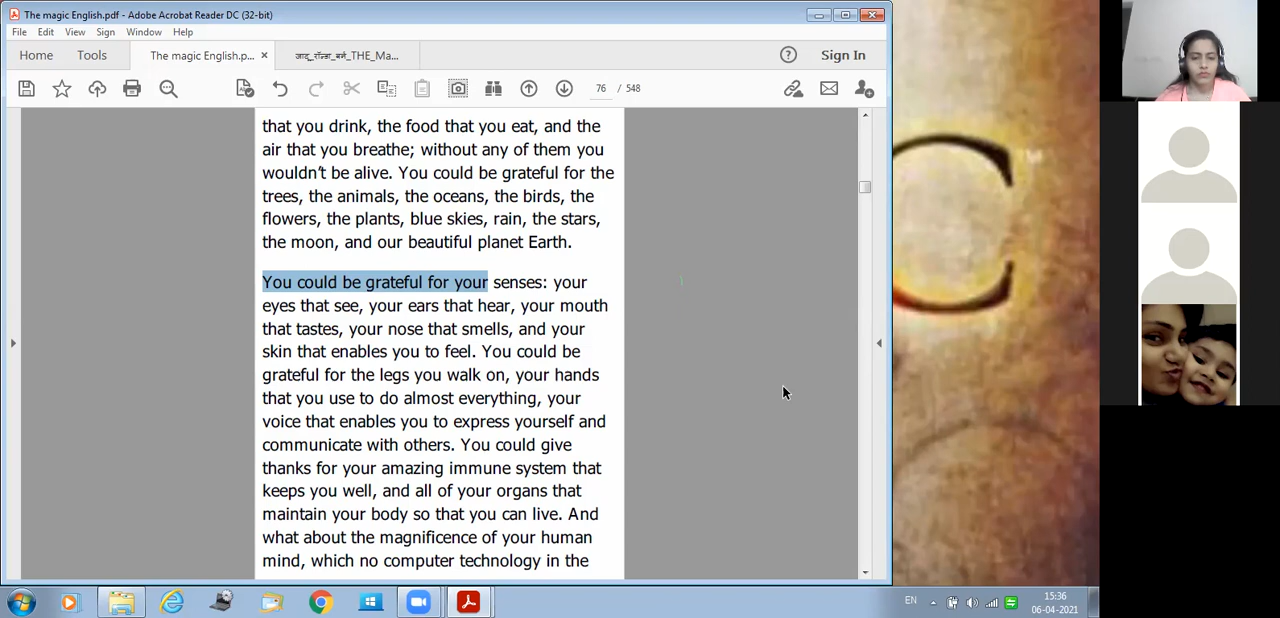 The magic English.pdf - Adobe Acrobat Reader DC (32-bit)
File Edit View Sign Window Help
Home Tools The magic English.p... × जादू_रॉन्डा_बर्न_THE_Ma... Sign In
76 / 548
that you drink, the food that you eat, and the
air that you breathe; without any of them you
wouldn't be alive. You could be grateful for the
trees, the animals, the oceans, the birds, the
flowers, the plants, blue skies, rain, the stars,
the moon, and our beautiful planet Earth.
You could be grateful for your senses: your
eyes that see, your ears that hear, your mouth
that tastes, your nose that smells, and your
skin that enables you to feel. You could be
grateful for the legs you walk on, your hands
that you use to do almost everything, your
voice that enables you to express yourself and
communicate with others. You could give
thanks for your amazing immune system that
keeps you well, and all of your organs that
maintain your body so that you can live. And
what about the magnificence of your human
mind, which no computer technology in the
EN
15:36
06-04-2021